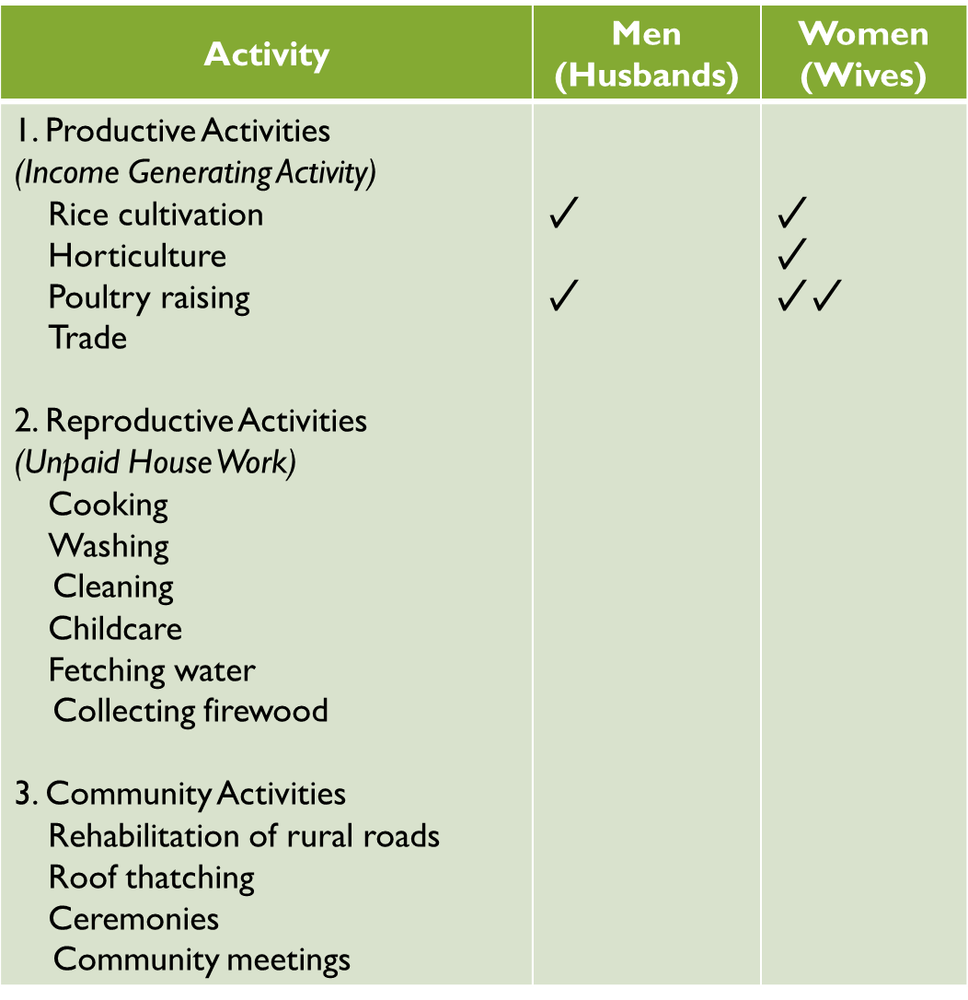 Activity
Men
(Husbands)
Women
(Wives)
1. Productive Activities
(Income Generating Activity)
Rice cultivation ✓ ✓
Horticulture ✓
Poultry raising ✓ ✓✓
Trade
2. Reproductive Activities
(Unpaid House Work)
Cooking
Washing
Cleaning
Childcare
Fetching water
Collecting firewood
3. Community Activities
Rehabilitation of rural roads
Roof thatching
Ceremonies
Community meetings